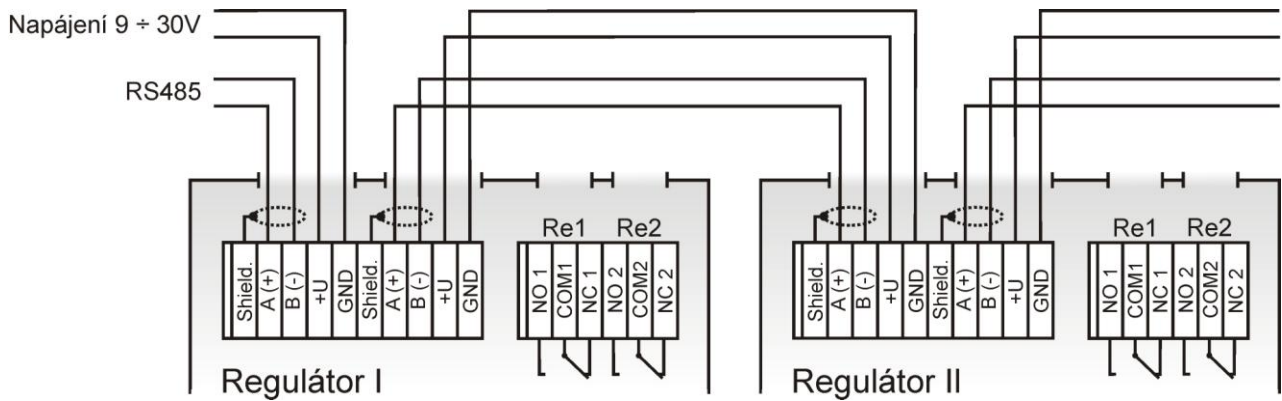 Napájení 9 ÷ 30V
RS485
Re1 Re2
Re1 Re2
Shield. A (+) B (-) +U GND Shield. A (+) B (-) +U GND
NO 1 COM1 NC 1 NO 2 COM2 NC 2
Shield. A (+) B (-) +U GND Shield. A (+) B (-) +U GND
NO 1 COM1 NC 1 NO 2 COM2 NC 2
Regulátor I
Regulátor II